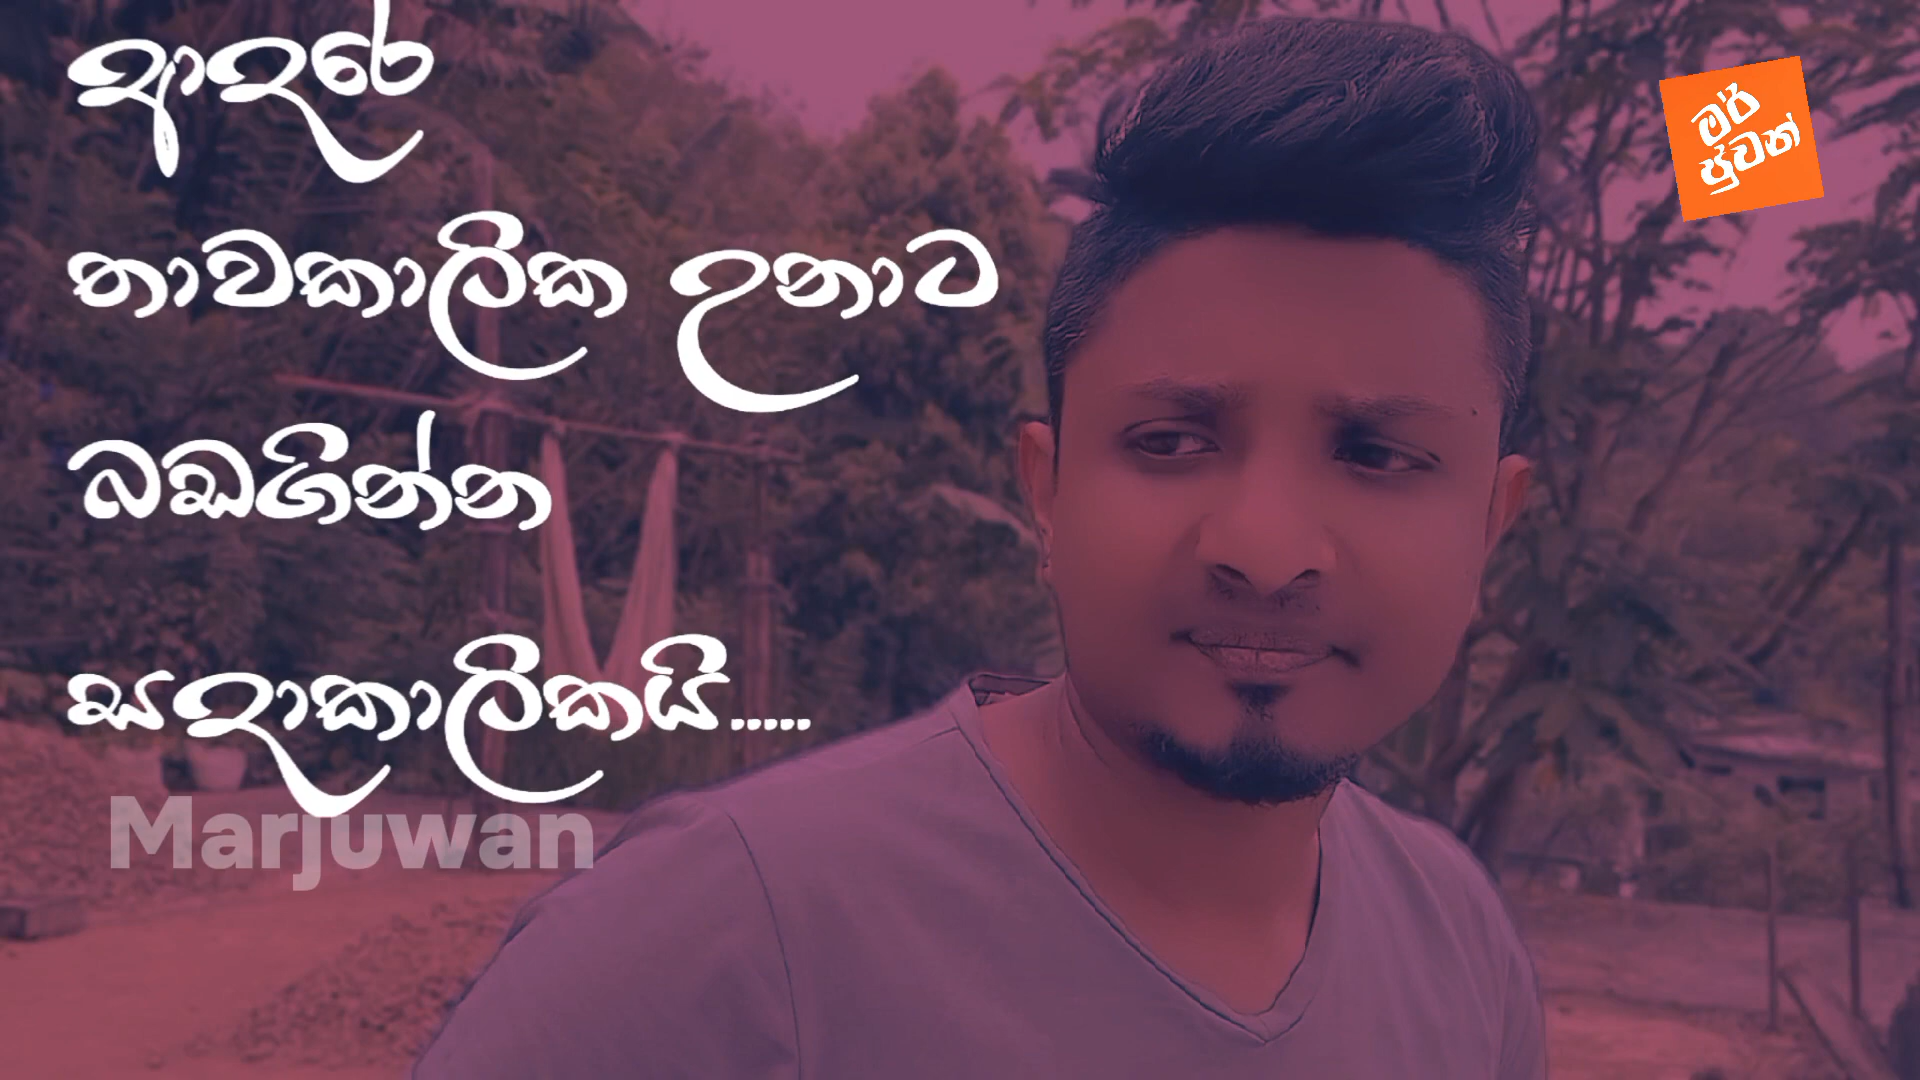 ආදරේ
තාවකාලික උනාට
බඩගින්න
සදාකාලිකයි.....
Marjuwan
මර්
ජුවන්